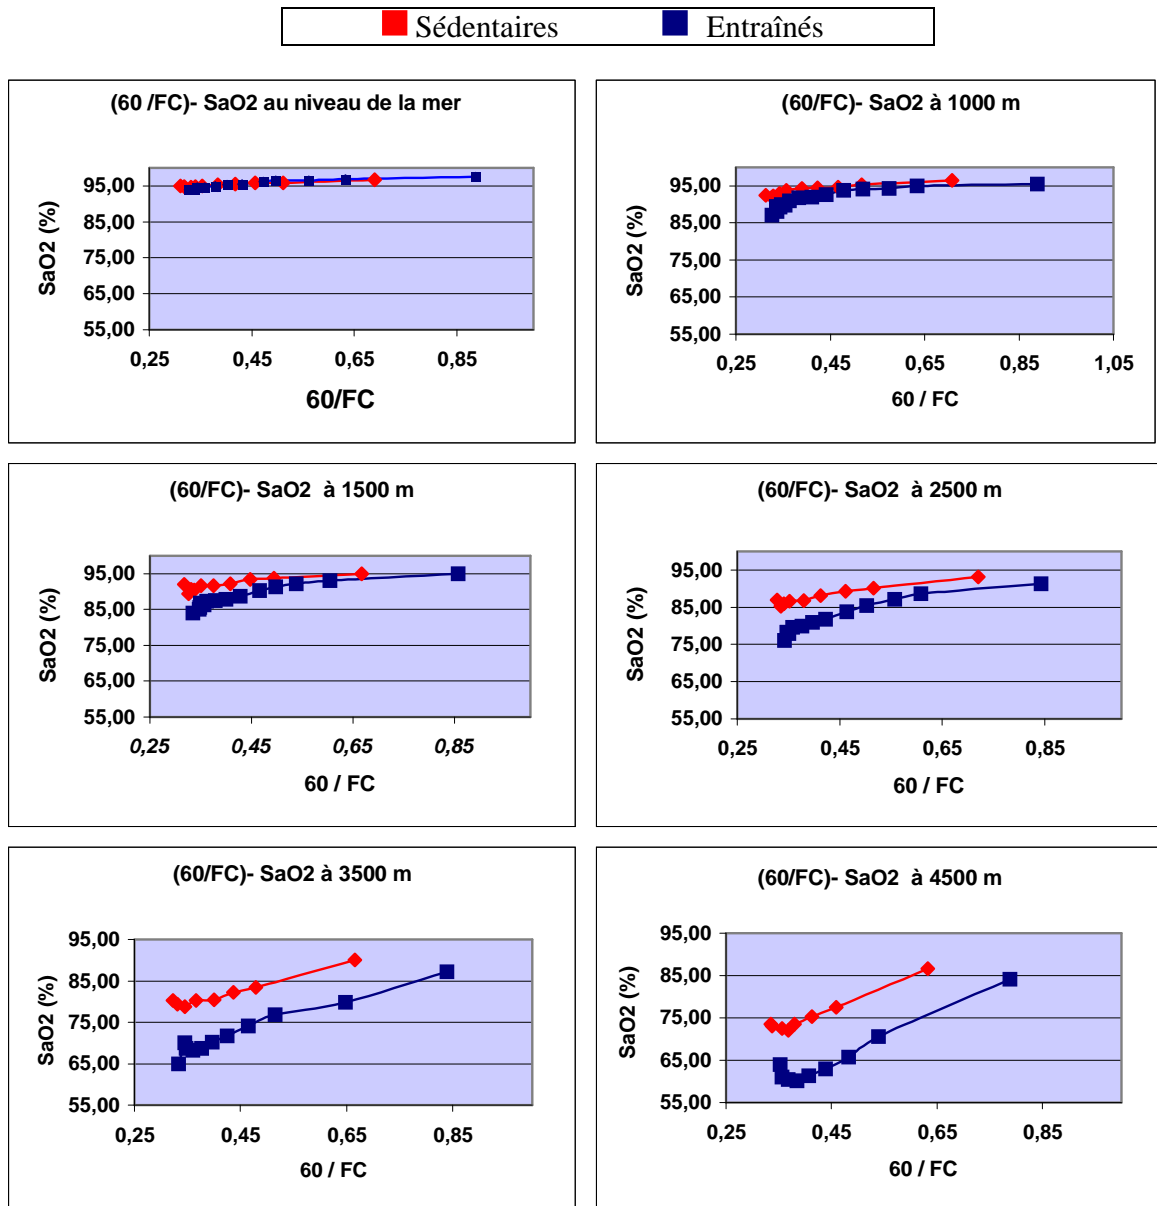 Sédentaires Entraînés
(60 /FC)- SaO2 au niveau de la mer
SaO2 (%)
95,00
85,00
75,00
65,00
55,00
0,25 0,45 0,65 0,85
60/FC
(60/FC)- SaO2 à 1000 m
SaO2 (%)
95,00
85,00
75,00
65,00
55,00
0,25 0,45 0,65 0,85 1,05
60 / FC
(60/FC)- SaO2 à 1500 m
SaO2 (%)
95,00
85,00
75,00
65,00
55,00
0,25 0,45 0,65 0,85
60 / FC
(60/FC)- SaO2 à 2500 m
SaO2 (%)
95,00
85,00
75,00
65,00
55,00
0,25 0,45 0,65 0,85
60 / FC
(60/FC)- SaO2 à 3500 m
SaO2 (%)
95,00
85,00
75,00
65,00
55,00
0,25 0,45 0,65 0,85
60 / FC
(60/FC)- SaO2 à 4500 m
SaO2 (%)
95,00
85,00
75,00
65,00
55,00
0,25 0,45 0,65 0,85
60 / FC